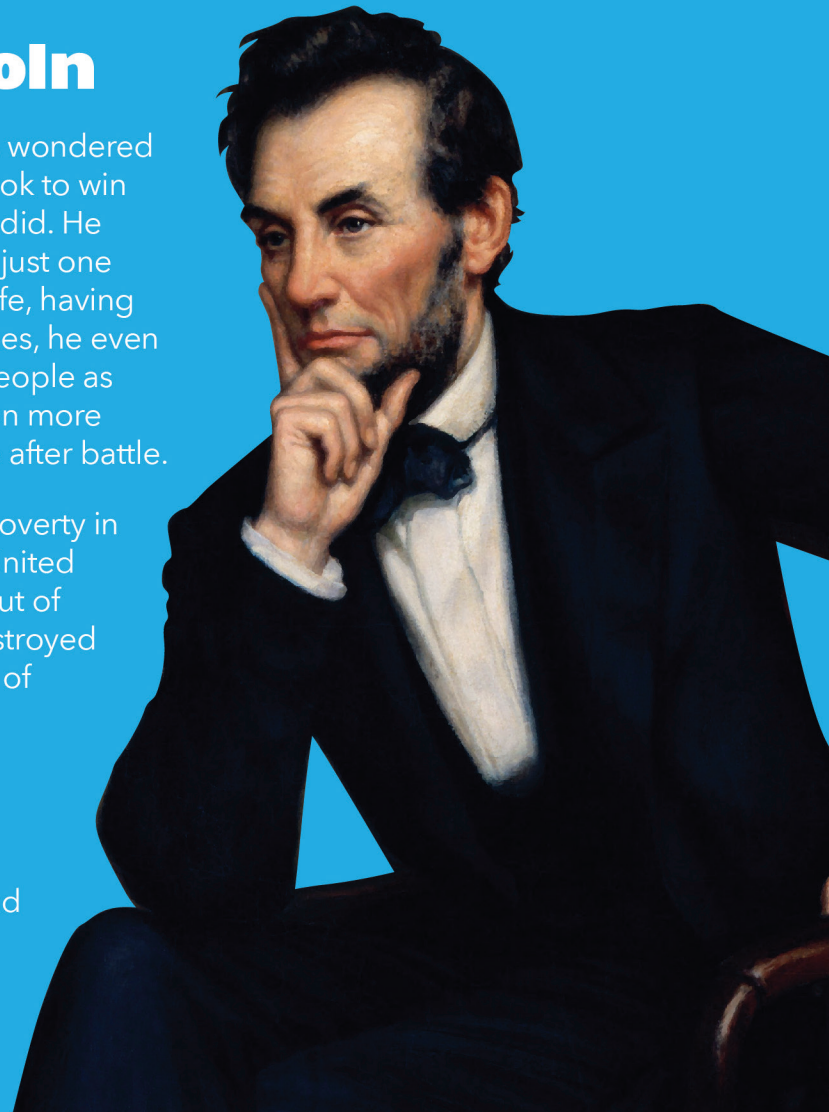 oln
wondered
ok to win
did. He
just one
fe, having
es, he even
eople as
n more
after battle.
overty in
nited
ut of
stroyed
of
d